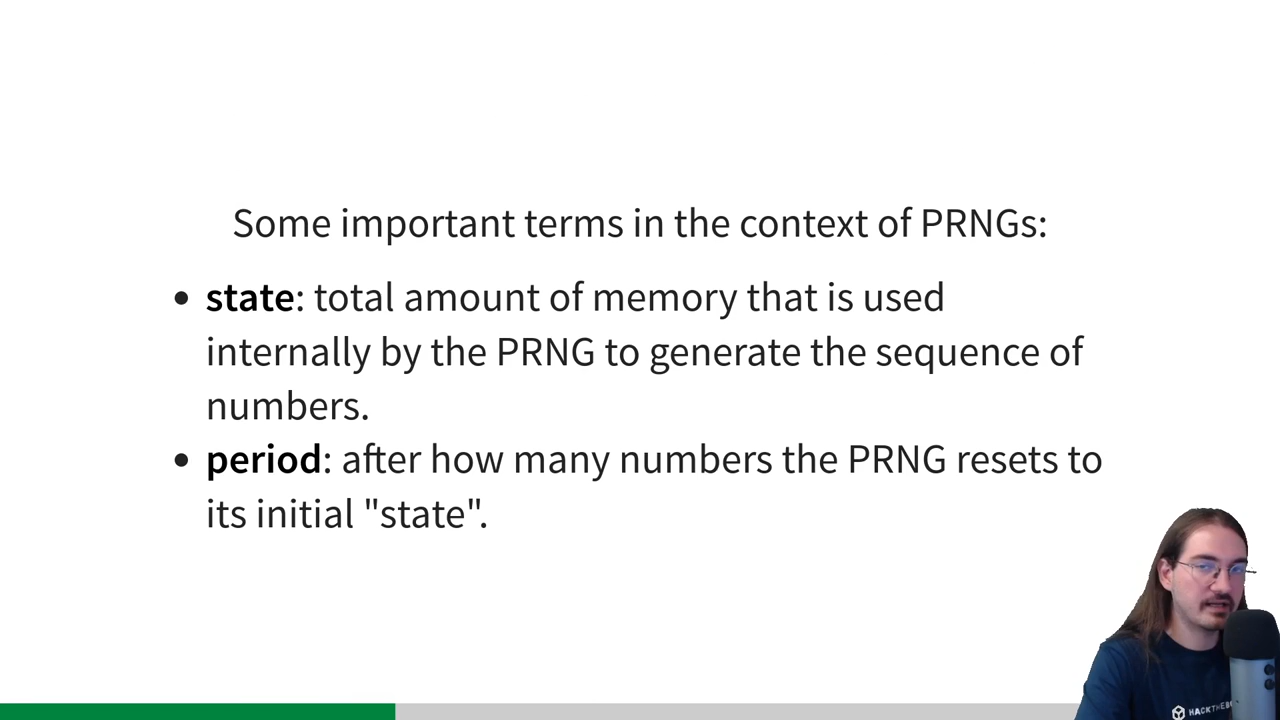 Some important terms in the context of PRNGs:
• state: total amount of memory that is used
internally by the PRNG to generate the sequence of
numbers.
• period: after how many numbers the PRNG resets to
its initial "state".
HACKTHEB